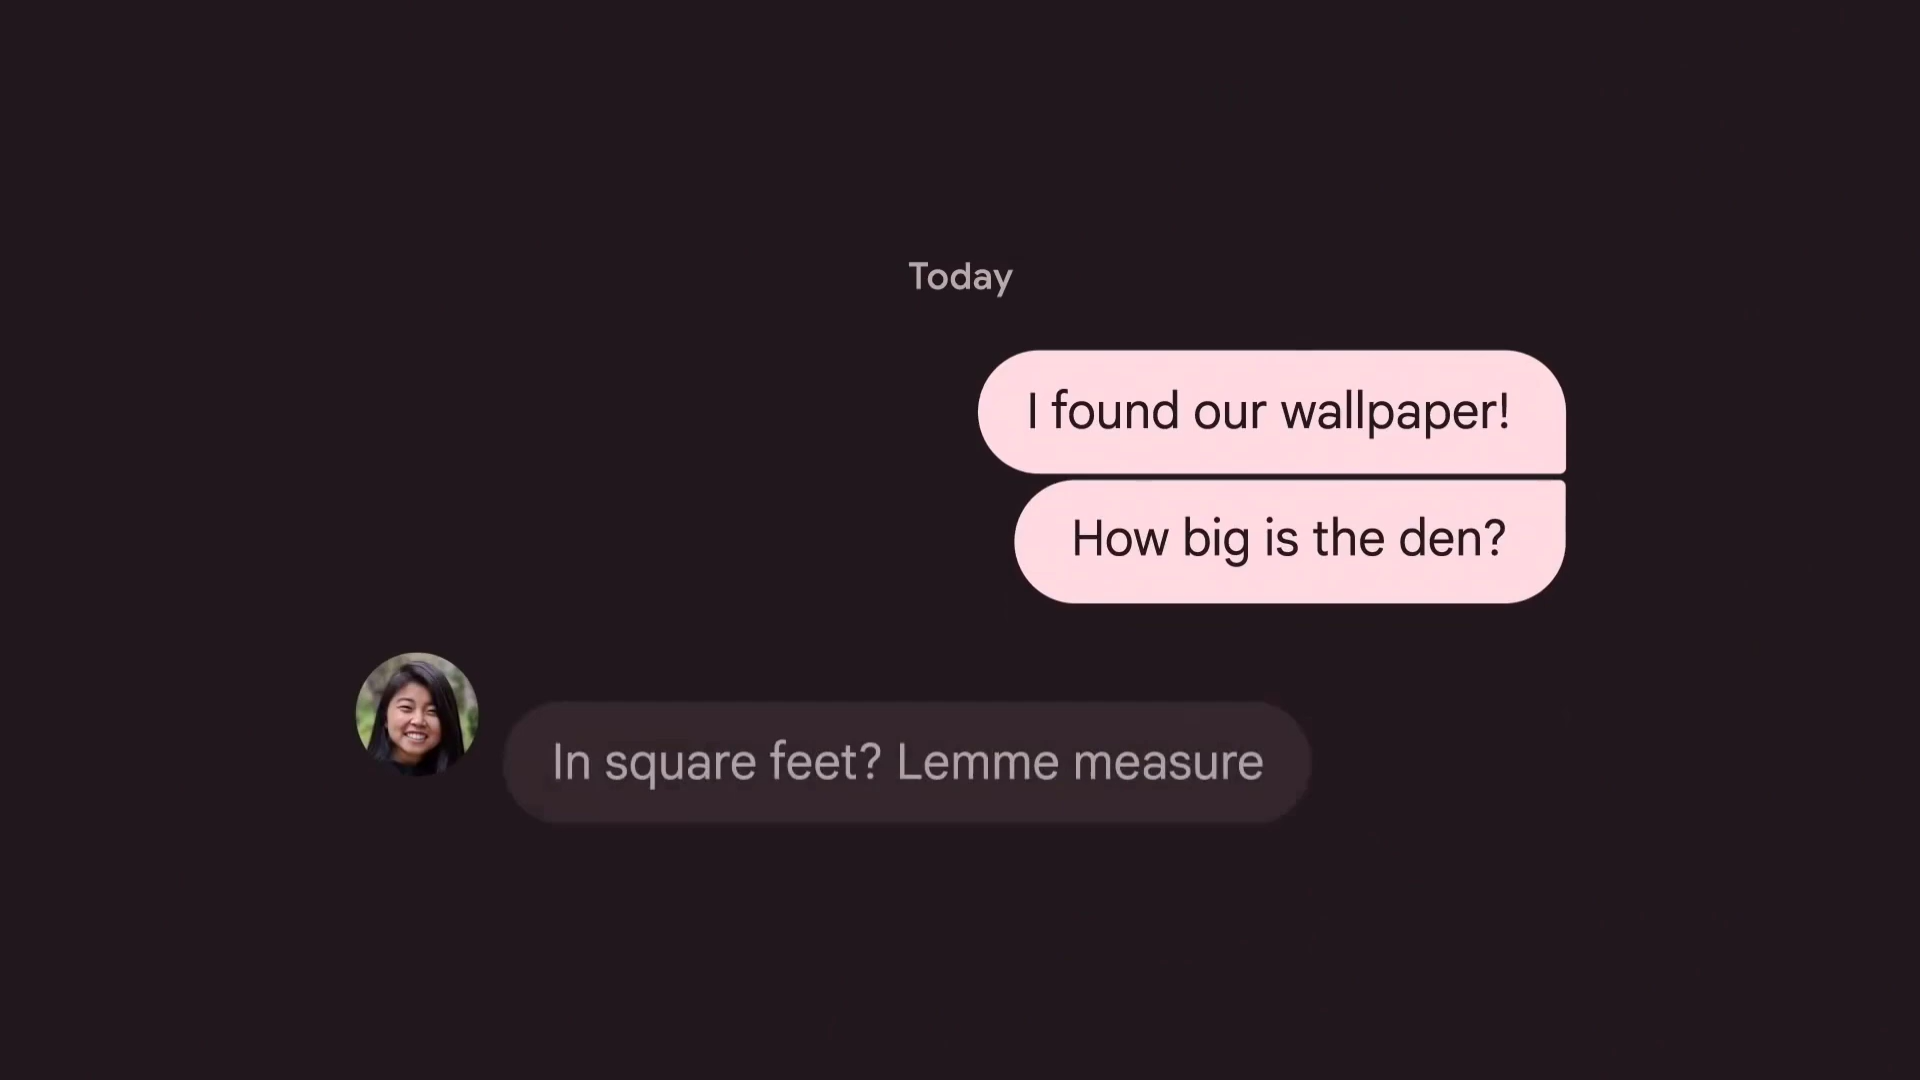 Today
I found our wallpaper!
How big is the den?
In square feet? Lemme measure